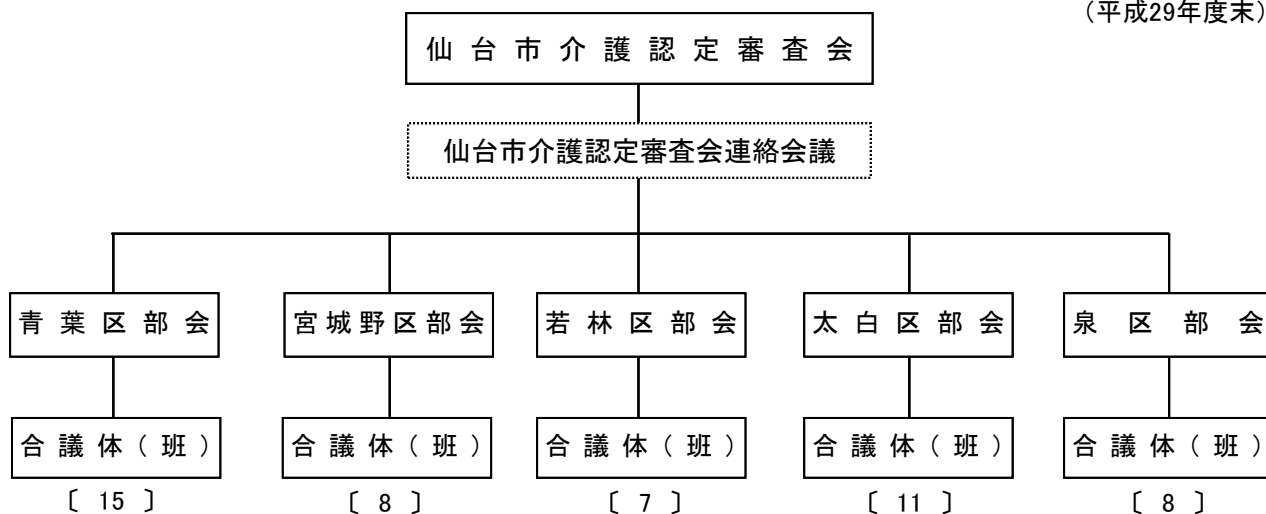 （平成29年度末）
仙台市介護認定審査会
仙台市介護認定審査会連絡会議
青葉区部会 宮城野区部会 若林区部会 太白区部会 泉区部会
合議体（班） 合議体（班） 合議体（班） 合議体（班） 合議体（班）
〔 15 〕 〔 8 〕 〔 7 〕 〔 11 〕 〔 8 〕